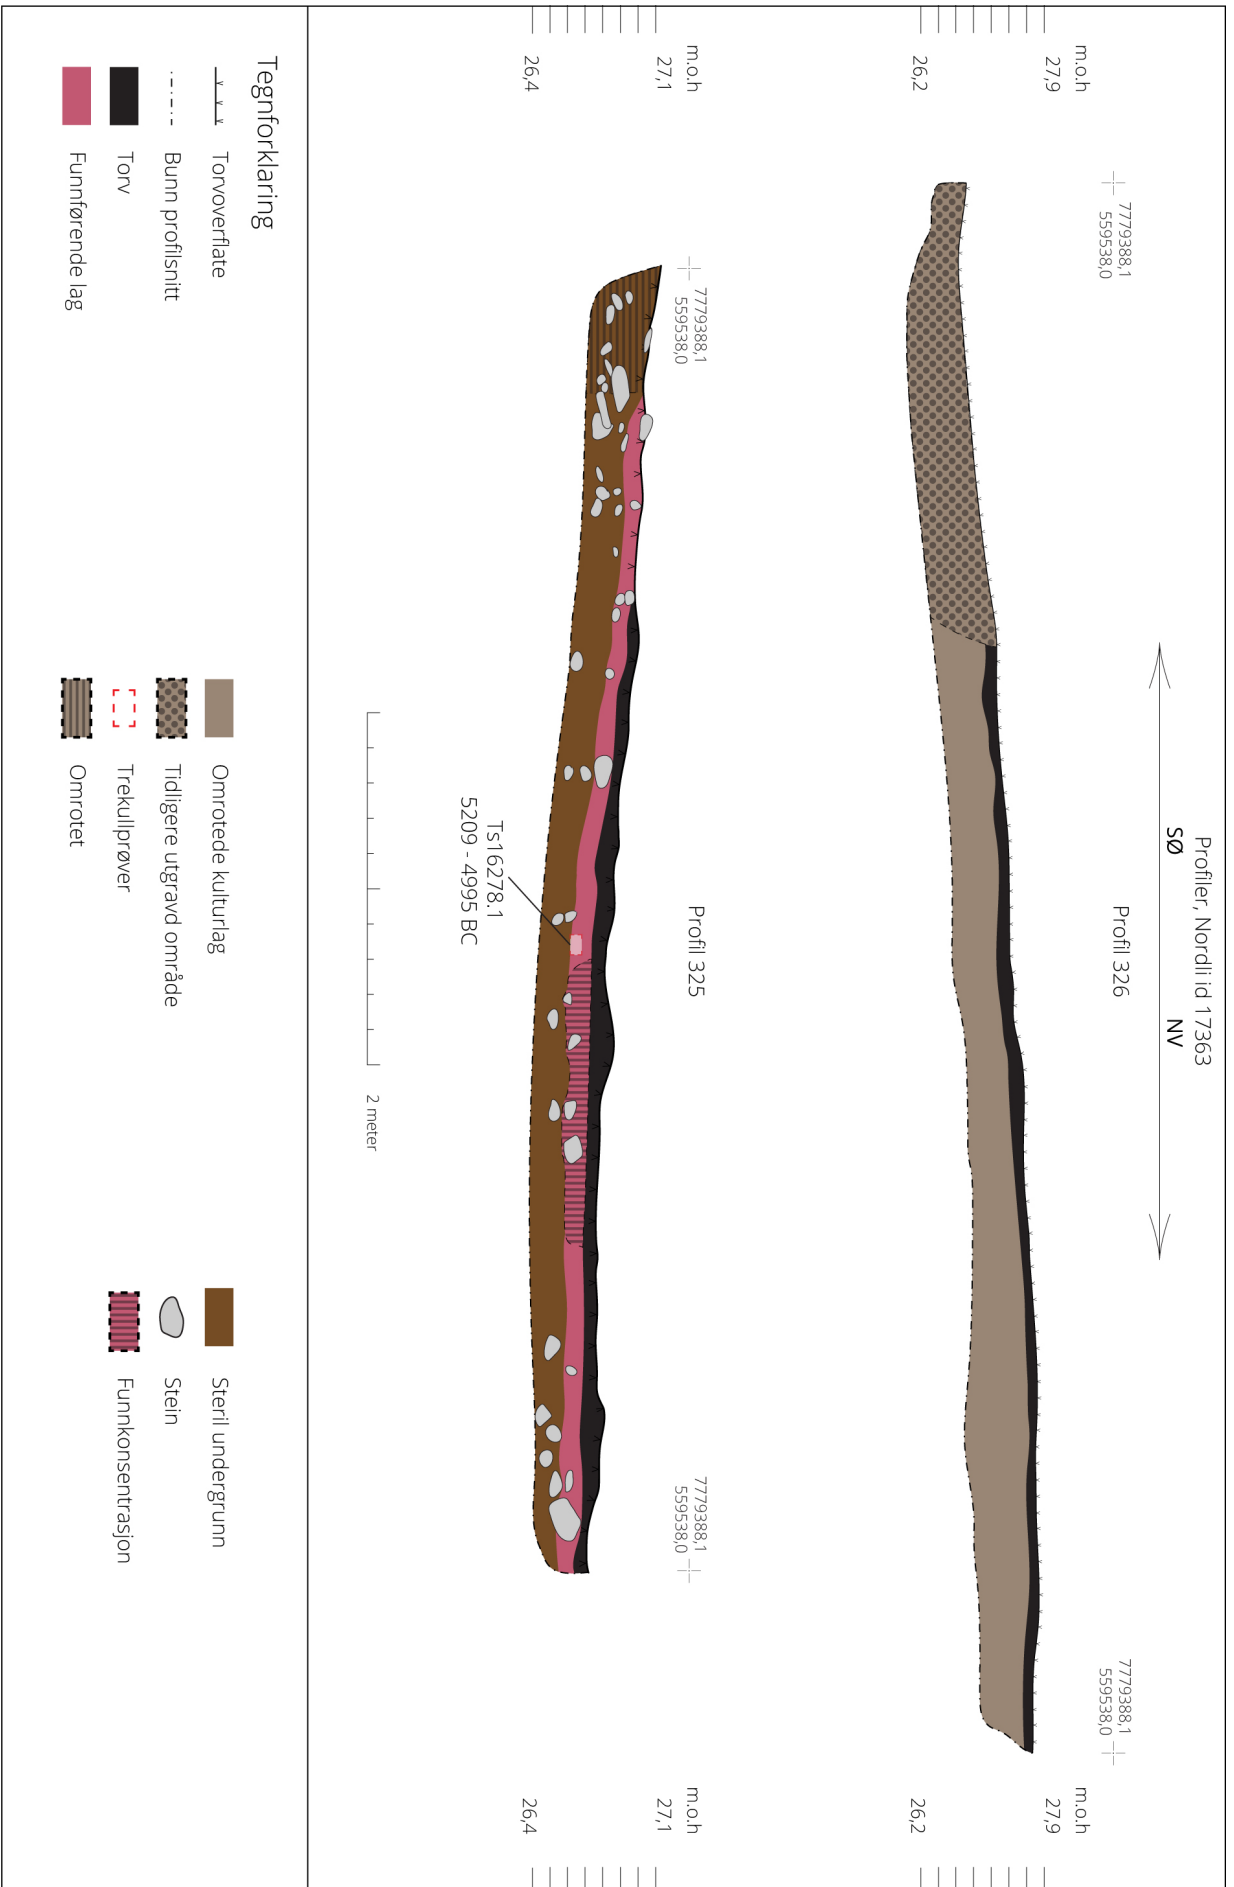 Profiler, Nordli id 17363
SØ
NV
Profil 326
m.o.h
27,9
26,2
7779388,1
559538,0
7779388,1
559538,0
m.o.h
27,9
26,2
Profil 325
m.o.h
27,1
26,4
7779388,1
559538,0
7779388,1
559538,0
m.o.h
27,1
26,4
Ts16278.1
5209 - 4995 BC
2 meter
Tegnforklaring
Torvoverflate
Bunn profilsnitt
Torv
Funnførende lag
Omrotede kulturlag
Tidligere utgravd område
Trekullprøver
Omrotet
Steril undergrunn
Stein
Funnkonsentrasjon